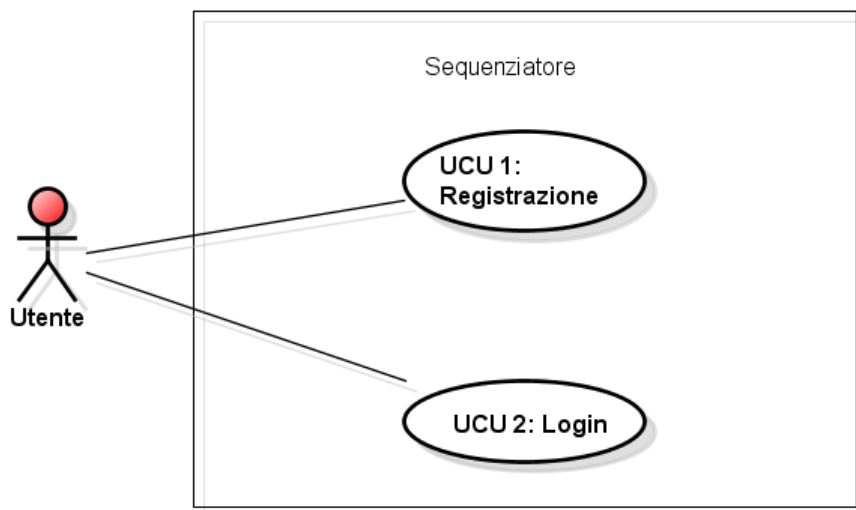 Sequenziatore
UCU 1:
Registrazione
Utente
UCU 2: Login